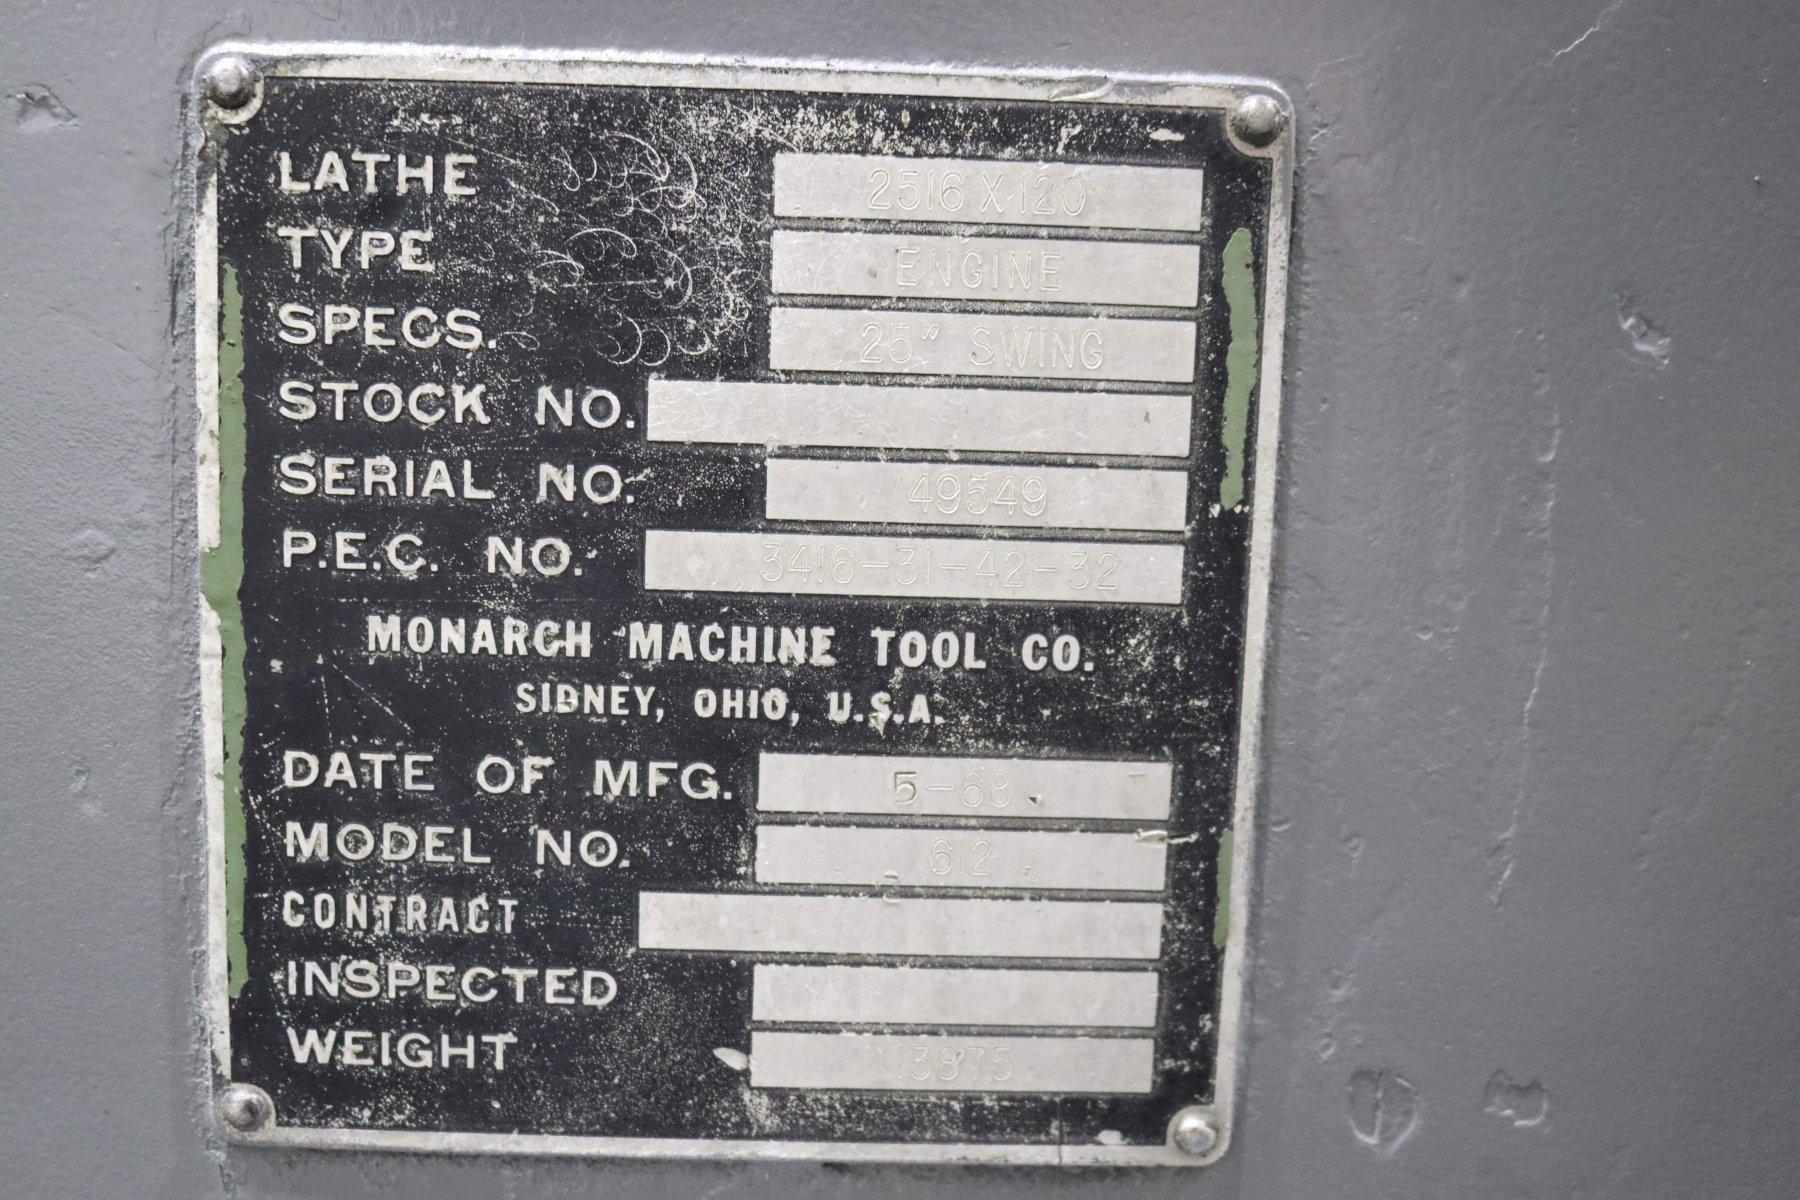 LATHE 2516 X 120
TYPE ENGINE
SPECS. 25" SWING
STOCK NO.
SERIAL NO. 49549
P.E.C. NO. 3416-31-42-32
MONARCH MACHINE TOOL CO.
SIDNEY, OHIO, U.S.A.
DATE OF MFG. 5-68
MODEL NO. 612
CONTRACT
INSPECTED
WEIGHT 13875